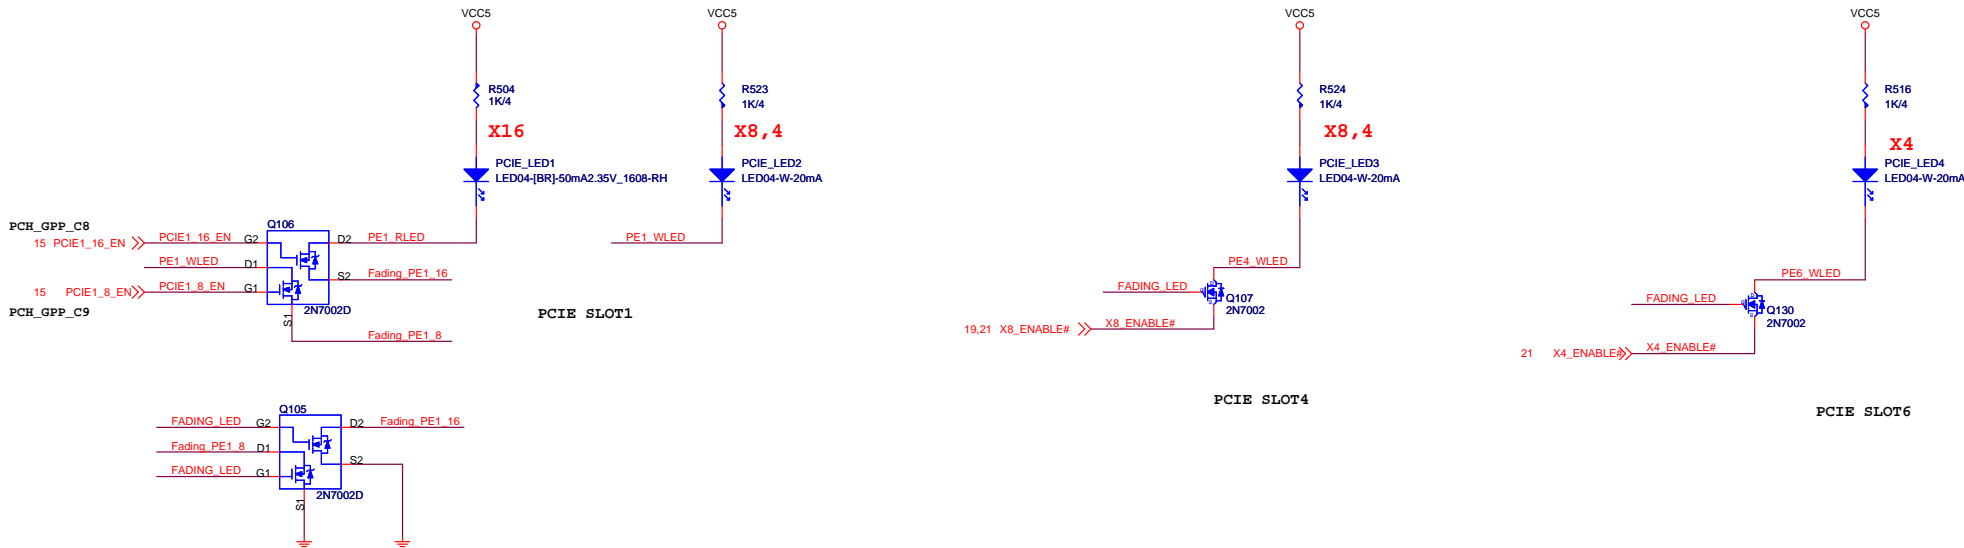 VCC5
VCC5
VCC5
VCC5
R504
1K/4
R523
1K/4
R524
1K/4
R516
1K/4
X16
X8,4
X8,4
X4
PCIE_LED1
LED04-[BR]-50mA2.35V_1608-RH
PCIE_LED2
LED04-W-20mA
PCIE_LED3
LED04-W-20mA
PCIE_LED4
LED04-W-20mA
PCH_GPP_C8
15 PCIE1_16_EN
PCIE1_16_EN
G2
Q106
D2
PE1_RLED
PE1_WLED
PE1_WLED
D1
S2
Fading_PE1_16
15 PCIE1_8_EN
PCIE1_8_EN
G1
PCH_GPP_C9
2N7002D
S1
Fading_PE1_8
PCIE SLOT1
PE4_WLED
FADING_LED
G
D
S
Q107
2N7002
19,21 X8_ENABLE#
X8_ENABLE#
PCIE SLOT4
PE6_WLED
FADING_LED
G
D
S
Q130
2N7002
21 X4_ENABLE#
X4_ENABLE#
PCIE SLOT6
Q105
FADING_LED
G2
D2
Fading_PE1_16
Fading_PE1_8
D1
S2
FADING_LED
G1
2N7002D
S1